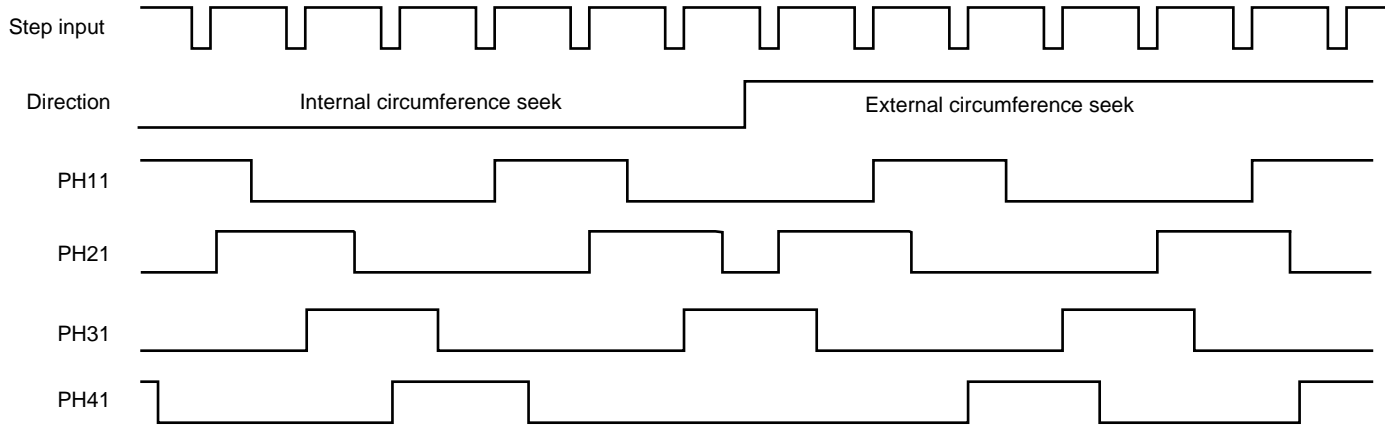 Step input
Direction
Internal circumference seek
External circumference seek
PH11
PH21
PH31
PH41